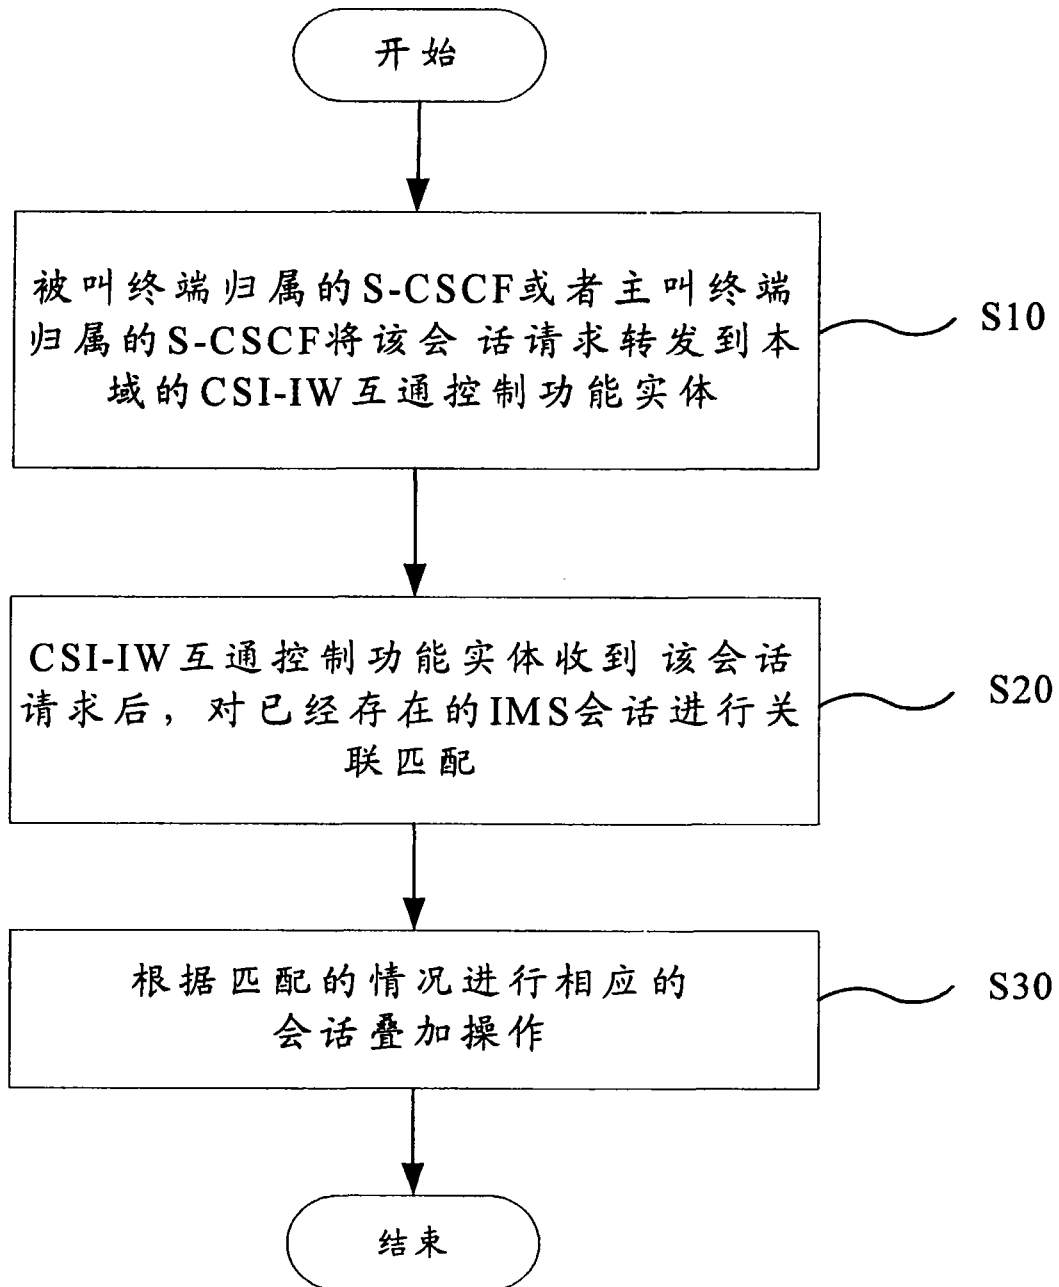 开始
被叫终端归属的S-CSCF或者主叫终端
归属的S-CSCF将该会话请求转发到本
域的CSI-IW互通控制功能实体
S10
CSI-IW互通控制功能实体收到该会话
请求后，对已经存在的IMS会话进行关
联匹配
S20
根据匹配的情况进行相应的
会话叠加操作
S30
结束